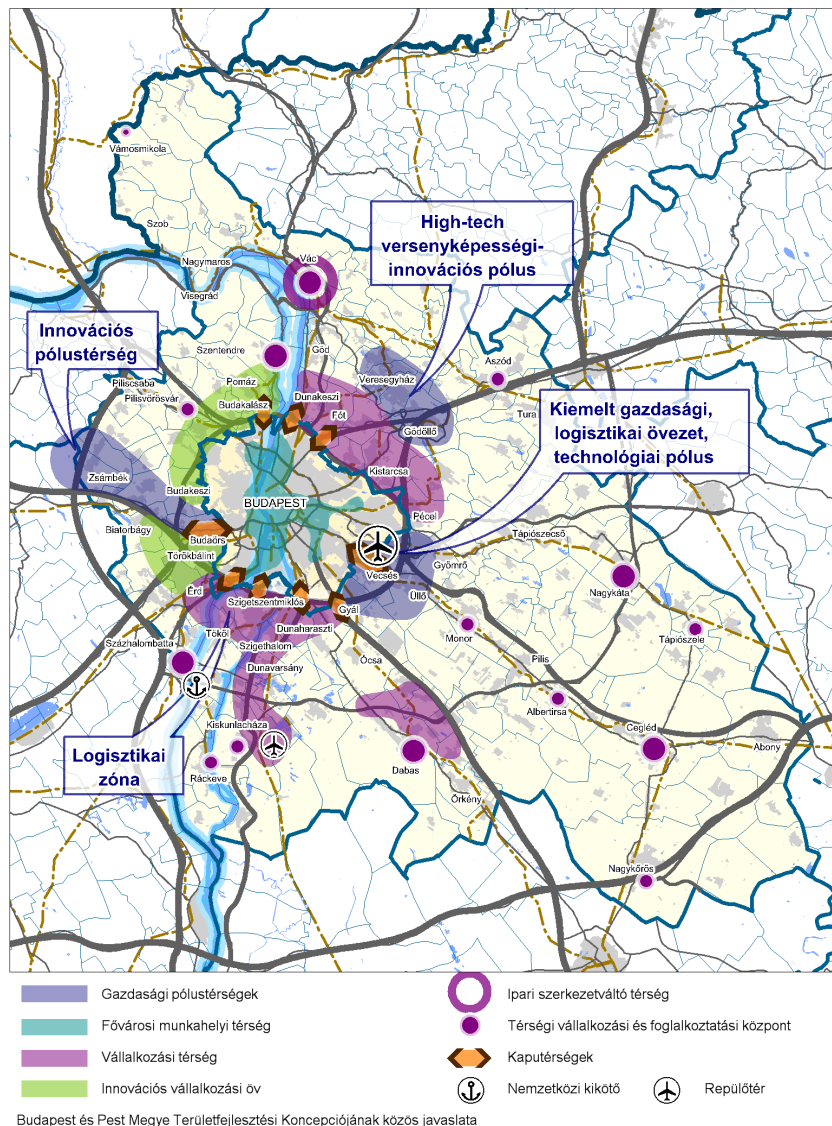 Vámosmikola
Szob
Nagymaros
Visegrád
Vác
High-tech
versenyképességi-
innovációs pólus
Innovációs
pólustérség
Szentendre
Göd
Veresegyház
Aszód
Piliscsaba
Pilisvörösvár
Pomáz
Budakalász
Dunakeszi
Fót
Gödöllő
Tura
Kiemelt gazdasági,
logisztikai övezet,
technológiai pólus
Zsámbék
Kistarcsa
Budakeszi
BUDAPEST
Pécel
Biatorbágy
Budaörs
Törökbálint
Tápiószecső
Vecsés
Gyömrő
Nagykáta
Érd
Szigetszentmiklós
Gyál
Üllő
Tököl
Dunaharaszti
Monor
Tápiószele
Százhalombatta
Szigethalom
Dunavarsány
Ócsa
Pilis
Albertirsa
Kiskunlacháza
Cegléd
Abony
Logisztikai
zóna
Ráckeve
Dabas
Örkény
Nagykőrös
Gazdasági pólustérségek
Fővárosi munkahelyi térség
Vállalkozási térség
Innovációs vállalkozási öv
Ipari szerkezetváltó térség
Térségi vállalkozási és foglalkoztatási központ
Kaputérségek
Nemzetközi kikötő
Repülőtér
Budapest és Pest Megye Területfejlesztési Koncepciójának közös javaslata